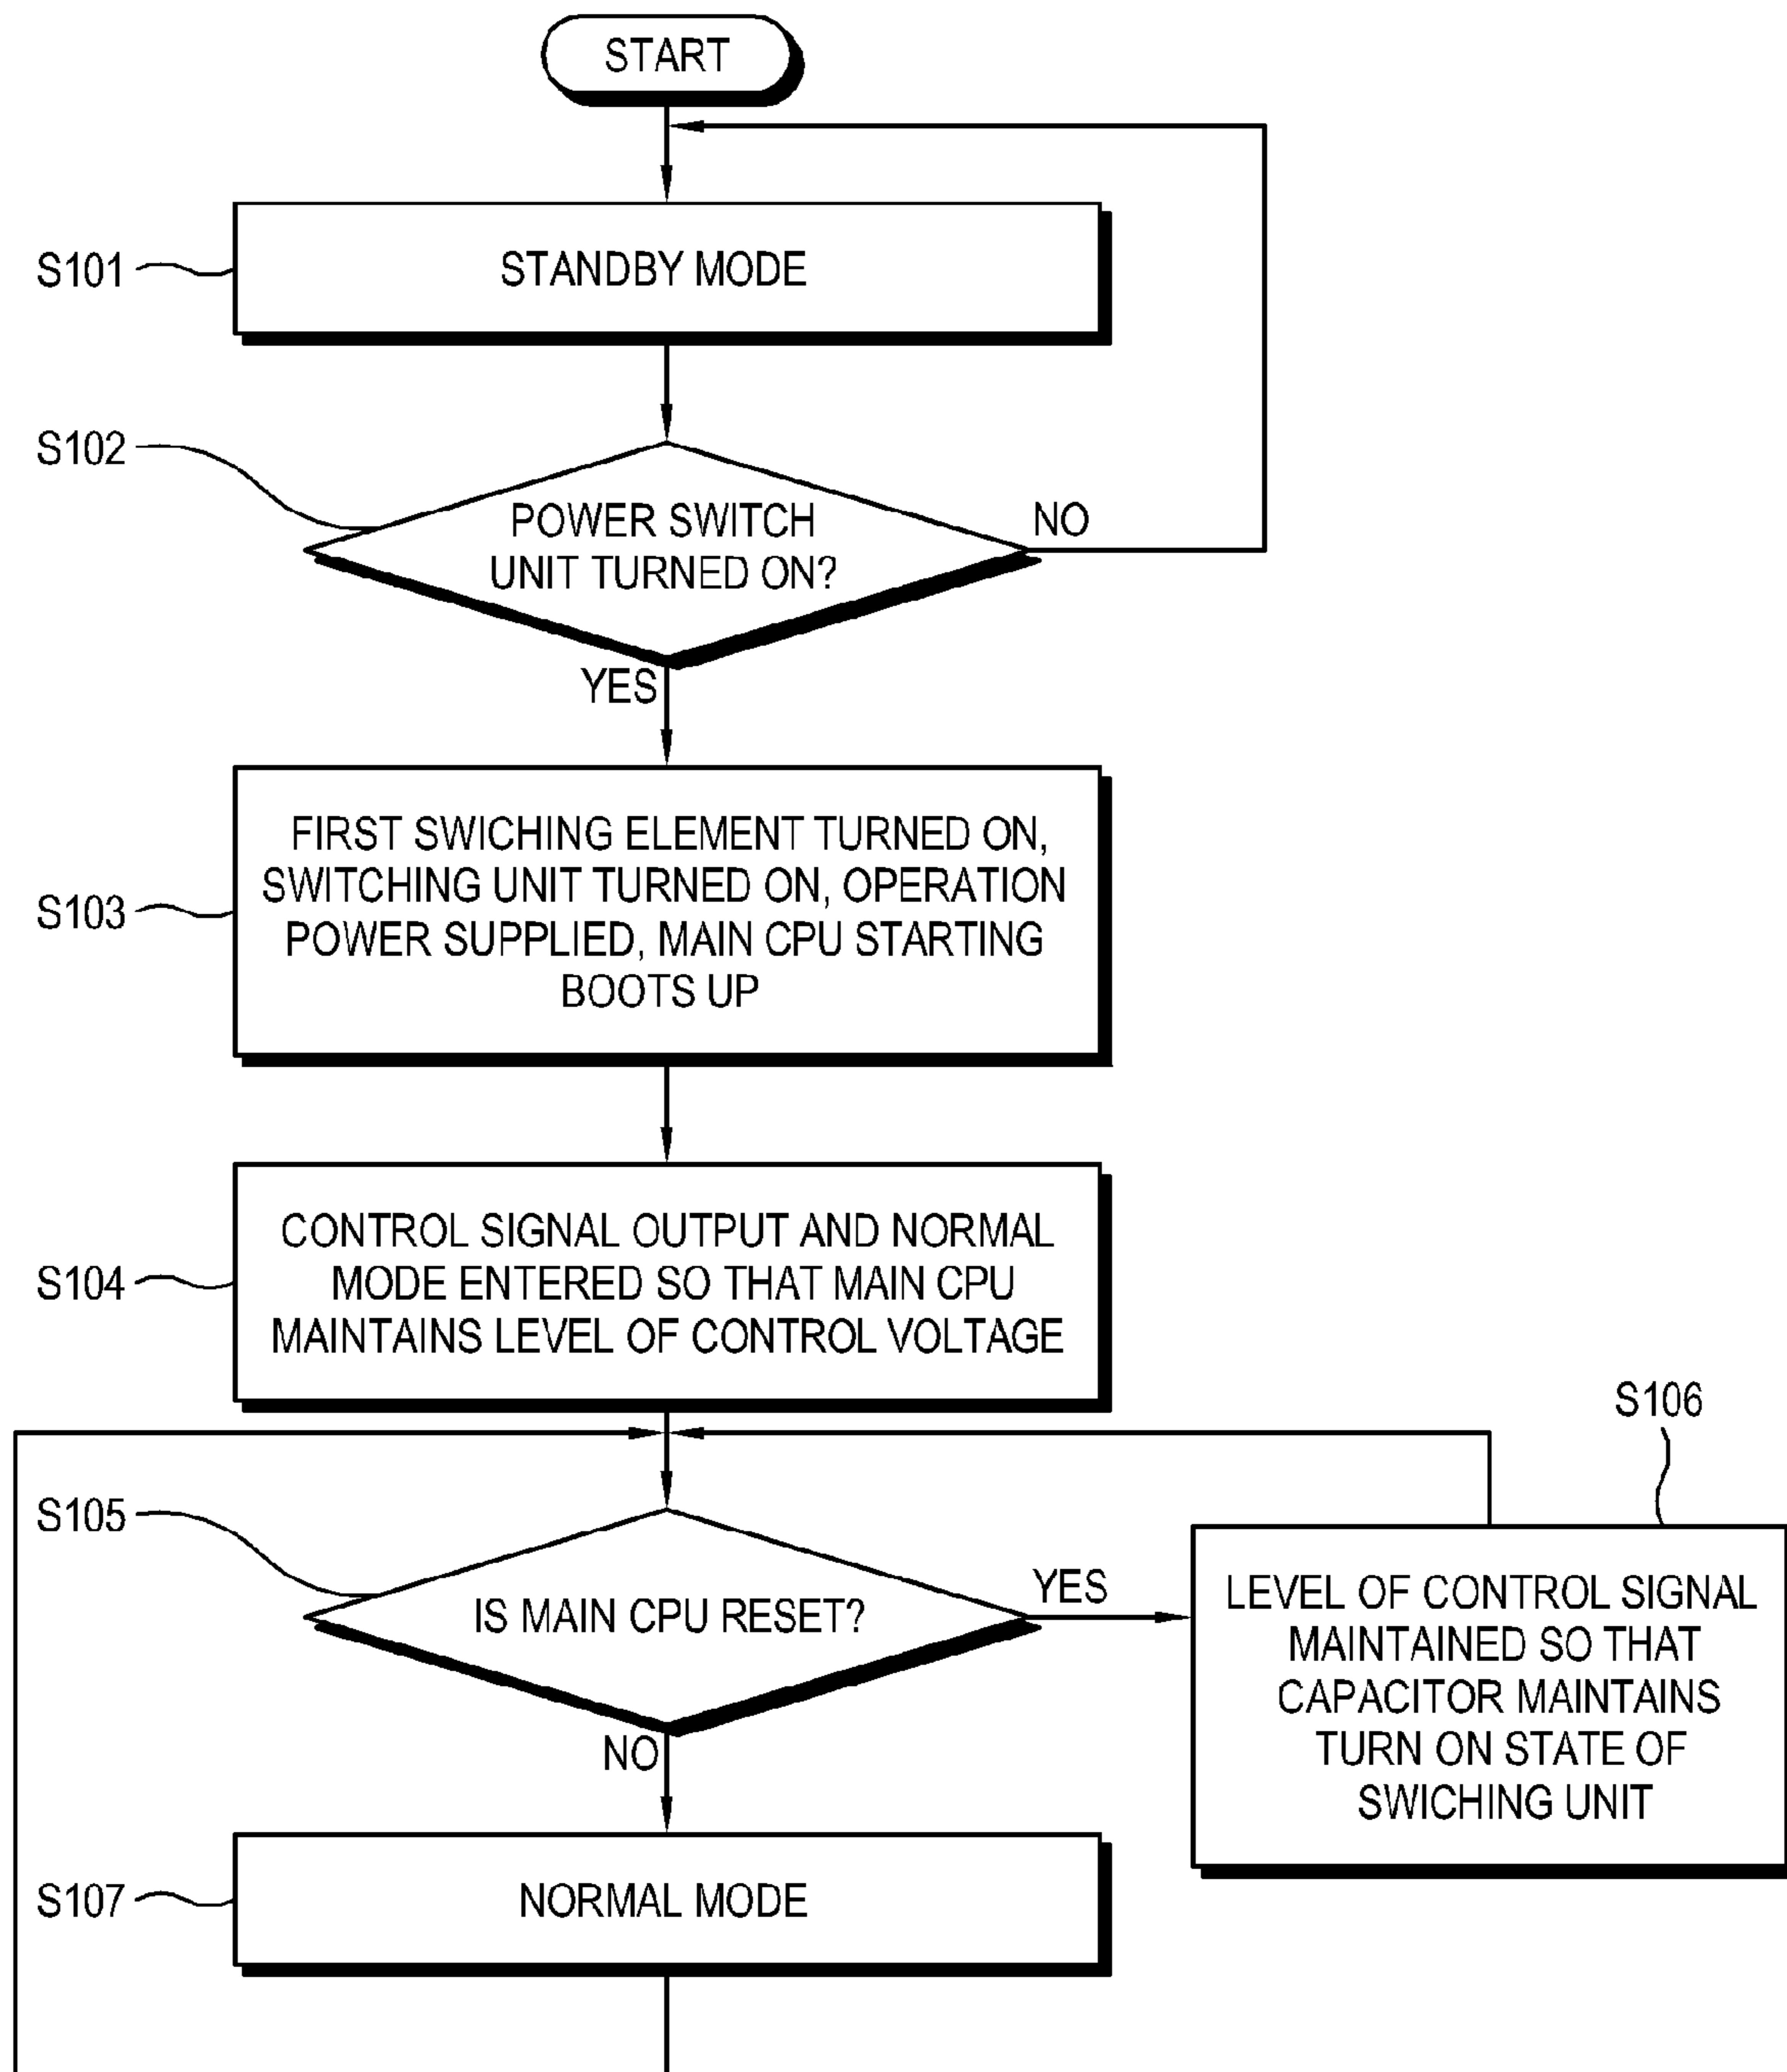 START
S101
STANDBY MODE
S102
POWER SWITCH
UNIT TURNED ON?
NO
YES
S103
FIRST SWICHING ELEMENT TURNED ON,
SWITCHING UNIT TURNED ON, OPERATION
POWER SUPPLIED, MAIN CPU STARTING
BOOTS UP
S104
CONTROL SIGNAL OUTPUT AND NORMAL
MODE ENTERED SO THAT MAIN CPU
MAINTAINS LEVEL OF CONTROL VOLTAGE
S105
IS MAIN CPU RESET?
YES
S106
LEVEL OF CONTROL SIGNAL
MAINTAINED SO THAT
CAPACITOR MAINTAINS
TURN ON STATE OF
SWICHING UNIT
NO
S107
NORMAL MODE